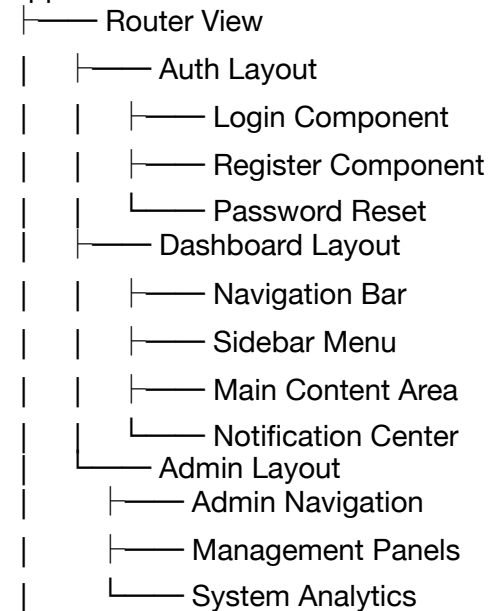 ├── Router View
│ ├── Auth Layout
│ │ ├── Login Component
│ │ ├── Register Component
│ │ └── Password Reset
│ ├── Dashboard Layout
│ │ ├── Navigation Bar
│ │ ├── Sidebar Menu
│ │ ├── Main Content Area
│ │ └── Notification Center
│ └── Admin Layout
│ ├── Admin Navigation
│ ├── Management Panels
│ └── System Analytics